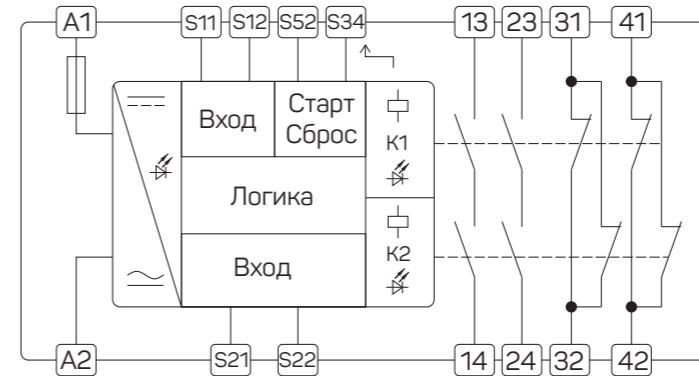 A1 S11 S12 S52 S34 13 23 31 41
Вход
Старт
Сброс
K1
Логика
K2
Вход
A2 S21 S22 14 24 32 42